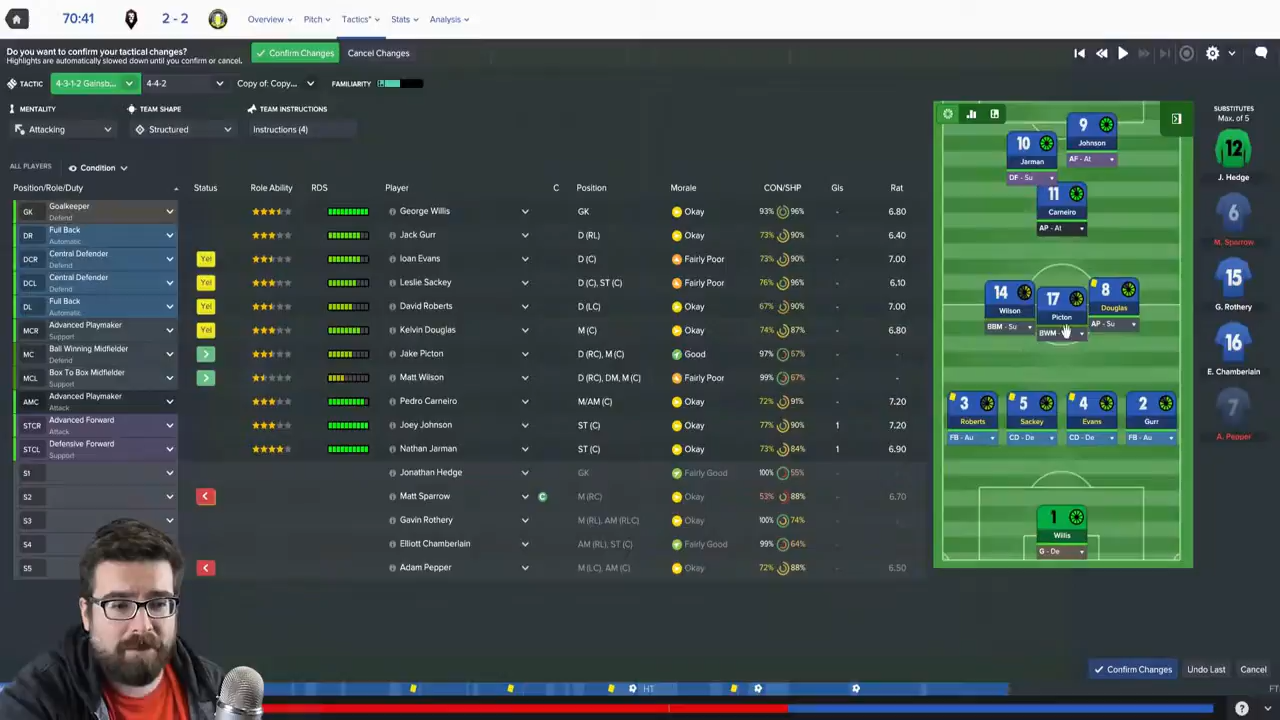 70:41
2 - 2
Overview
Pitch
Tactics*
Stats
Analysis
Do you want to confirm your tactical changes?
Highlights are automatically slowed down until you confirm or cancel.
Confirm Changes
Cancel Changes
TACTIC
4-3-1-2 Gainsb...
4-4-2
Copy of: Copy...
FAMILIARITY
MENTALITY
TEAM SHAPE
TEAM INSTRUCTIONS
Attacking
Structured
Instructions (4)
ALL PLAYERS
Condition
Position/Role/Duty
Status
Role Ability
RDS
Player
C
Position
Morale
CON/SHP
Gls
Rat
GK Goalkeeper Defend George Willis GK Okay 93% 96% - 6.80
DR Full Back Automatic Jack Gurr D (RL) Okay 73% 90% - 6.40
DCR Central Defender Defend Yel Ioan Evans D (C) Fairly Poor 73% 90% - 7.00
DCL Central Defender Defend Yel Leslie Sackey D (C), ST (C) Fairly Poor 76% 96% - 6.10
DL Full Back Automatic Yel David Roberts D (LC) Okay 67% 90% - 7.00
MCR Advanced Playmaker Support Yel Kelvin Douglas M (C) Okay 74% 87% - 6.80
MC Ball Winning Midfielder Defend Jake Picton D (RC), M (C) Good 97% 67% - -
MCL Box To Box Midfielder Support Matt Wilson D (RC), DM, M (C) Fairly Poor 99% 67% - -
AMC Advanced Playmaker Attack Pedro Carneiro M/AM (C) Okay 72% 91% - 7.20
STCR Advanced Forward Attack Joey Johnson ST (C) Okay 77% 90% 1 7.20
STCL Defensive Forward Support Nathan Jarman ST (C) Okay 73% 84% 1 6.90
S1 Jonathan Hedge GK Fairly Good 100% 55% - -
S2 Matt Sparrow C M (RC) Okay 53% 88% - 6.70
S3 Gavin Rothery M (RL), AM (RLC) Okay 100% 74% - -
S4 Elliott Chamberlain AM (RL), ST (C) Fairly Good 99% 64% - -
S5 Adam Pepper M (LC), AM (C) Okay 72% 88% - 6.50
9
Johnson
AF - At
10
Jarman
DF - Su
11
Carneiro
AP - At
14
Wilson
BBM - Su
17
Picton
BWM -
8
Douglas
AP - Su
3
Roberts
FB - Au
5
Sackey
CD - De
4
Evans
CD - De
2
Gurr
FB - Au
1
Willis
G - De
SUBSTITUTES
Max. of 5
12
J. Hedge
6
M. Sparrow
15
G. Rothery
16
E. Chamberlain
7
A. Pepper
Confirm Changes
Undo Last
Cancel
HT
FT